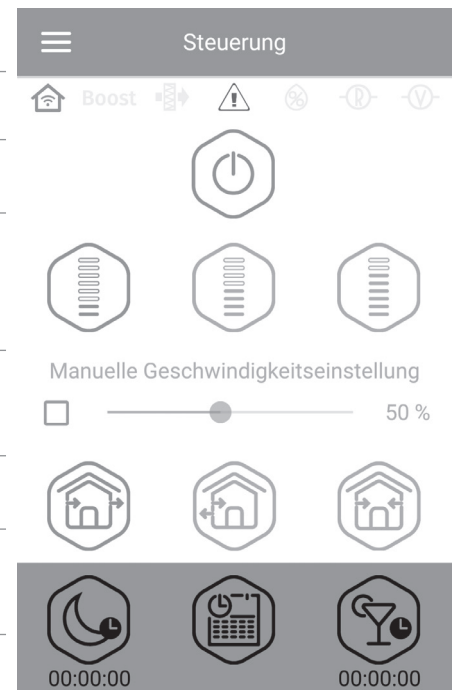 Steuerung
Boost % R V
Manuelle Geschwindigkeitseinstellung
50 %
00:00:00 00:00:00